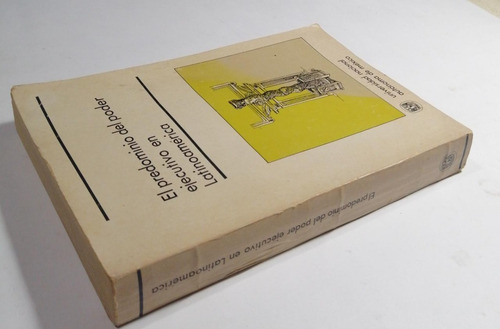 universidad nacional
autónoma de méxico
El predominio del poder
ejecutivo en
Latinoamérica
El predominio del poder ejecutivo en Latinoamérica